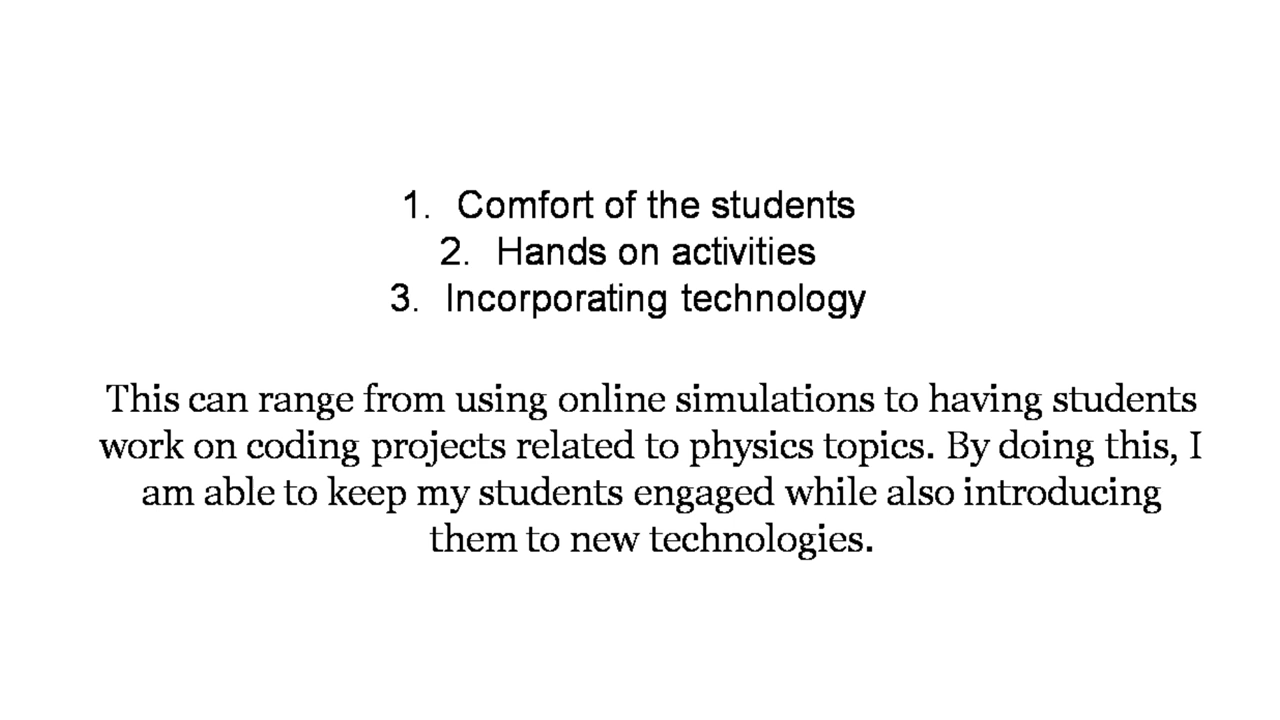 1. Comfort of the students
2. Hands on activities
3. Incorporating technology
This can range from using online simulations to having students
work on coding projects related to physics topics. By doing this, I
am able to keep my students engaged while also introducing
them to new technologies.